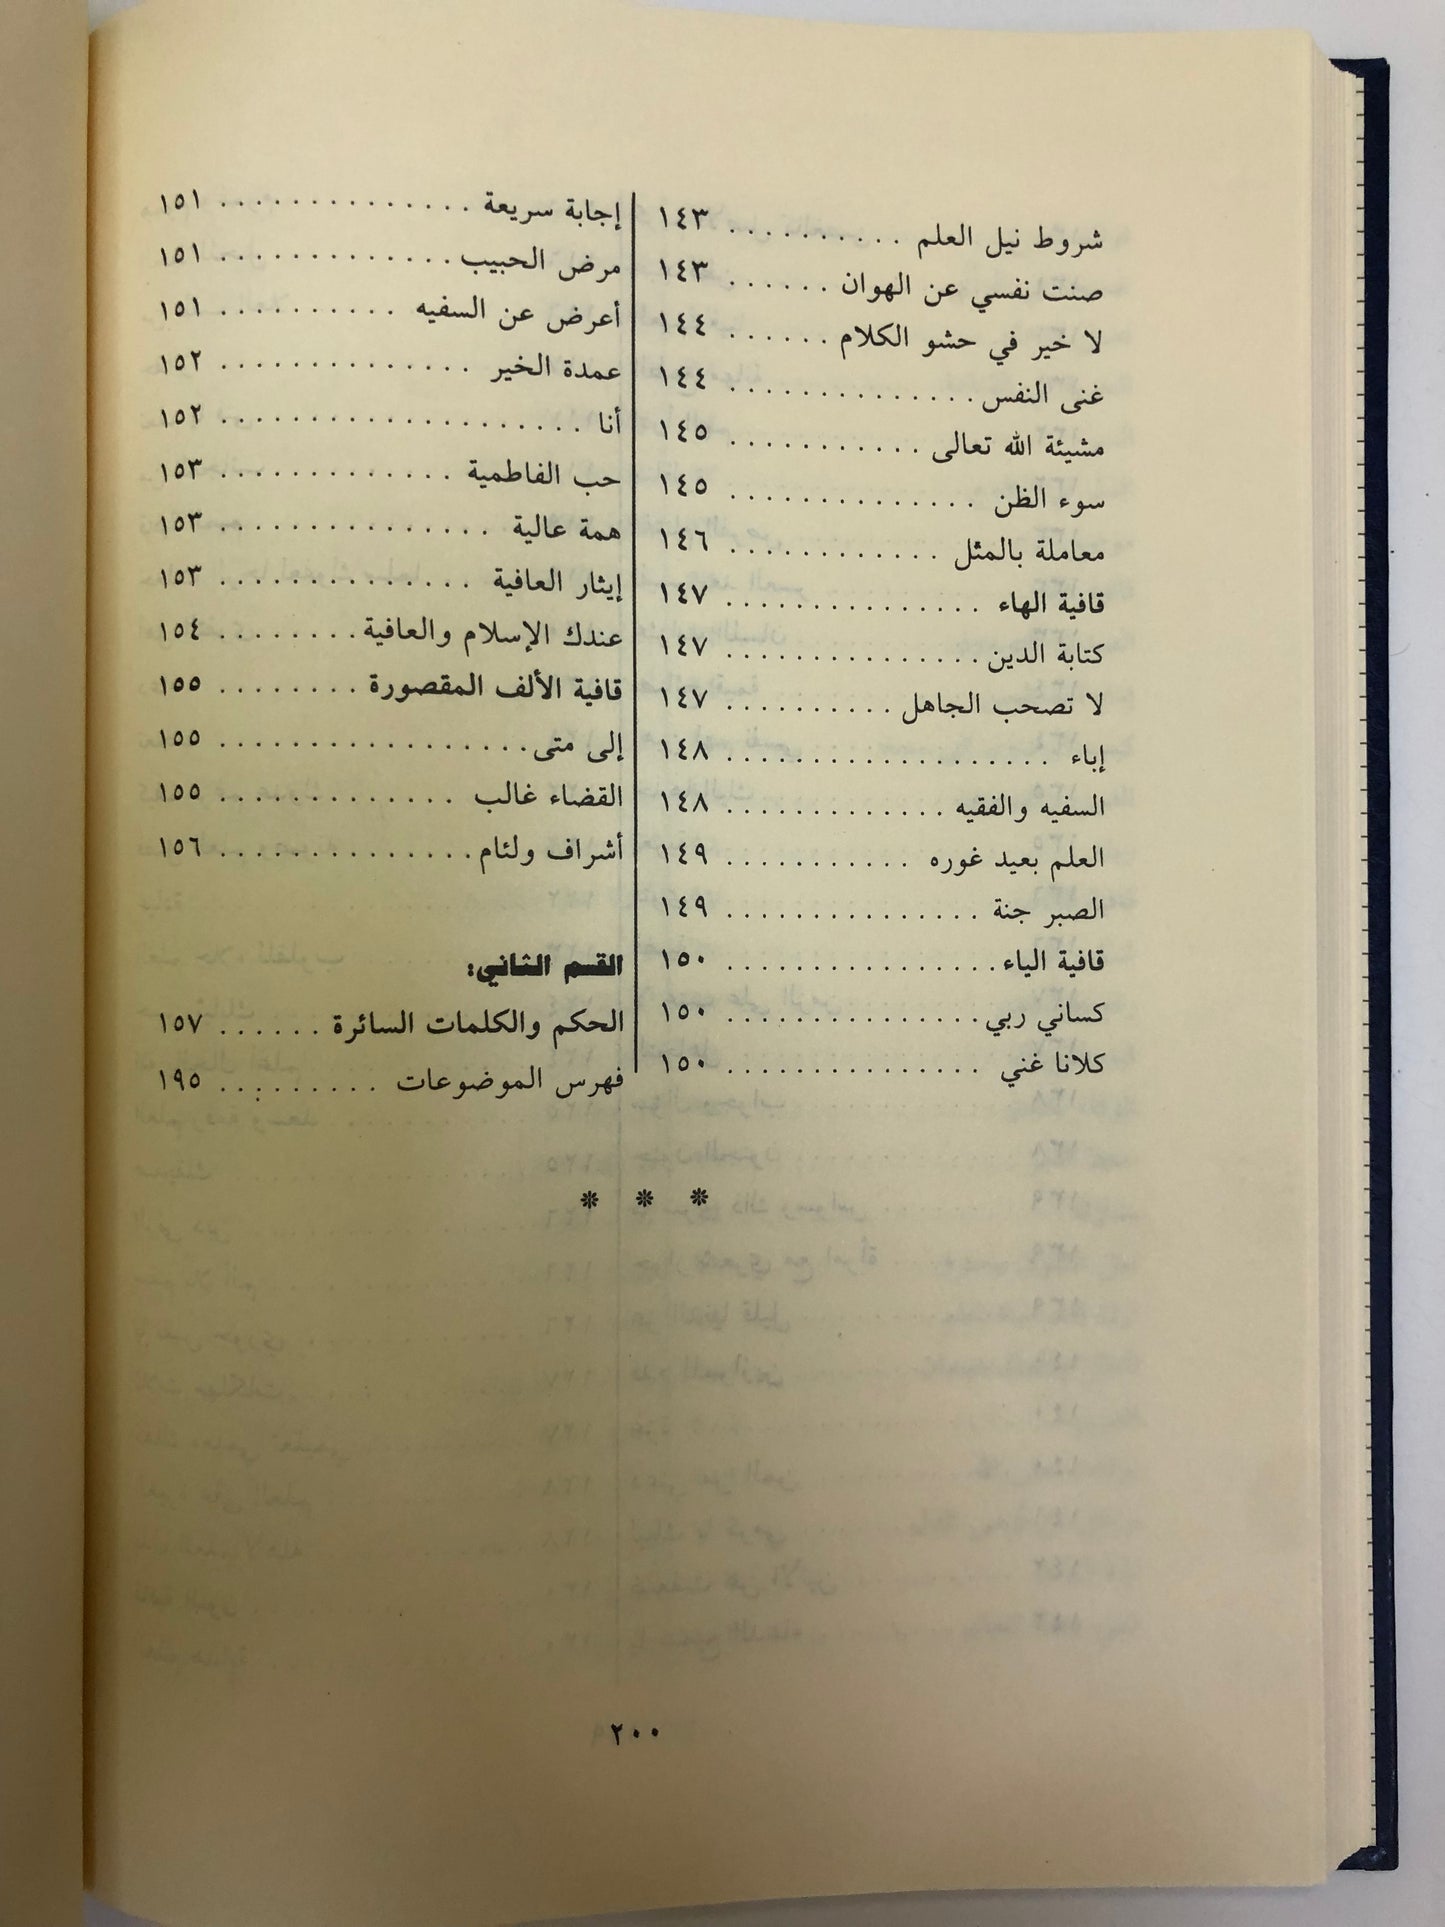 شروط نيل العلم . . . . . . . . . . ١٤٣
صنت نفسي عن الهوان . . . . . . ١٤٣
لا خير في حشو الكلام . . . . . . ١٤٤
غنى النفس . . . . . . . . . . . . . . ١٤٤
مشيئة الله تعالى . . . . . . . . . . . ١٤٥
سوء الظن . . . . . . . . . . . . . . ١٤٥
معاملة بالمثل . . . . . . . . . . . . ١٤٦
قافية الهاء . . . . . . . . . . . . . . . ١٤٧
كتابة الدين . . . . . . . . . . . . . . . ١٤٧
لا تصحب الجاهل . . . . . . . . . . ١٤٧
إباء . . . . . . . . . . . . . . . . . . . ١٤٨
السفيه والفقيه . . . . . . . . . . . . . ١٤٨
العلم بعيد غوره . . . . . . . . . . . ١٤٩
الصبر جنة . . . . . . . . . . . . . . . ١٤٩
قافية الياء . . . . . . . . . . . . . . . . ١٥٠
كساني ربي . . . . . . . . . . . . . . . ١٥٠
كلانا غني . . . . . . . . . . . . . . . ١٥٠
إجابة سريعة . . . . . . . . . . . . . . ١٥١
مرض الحبيب . . . . . . . . . . . . . ١٥١
أعرض عن السفيه . . . . . . . . . . ١٥١
عمدة الخير . . . . . . . . . . . . . . ١٥٢
أنا . . . . . . . . . . . . . . . . . . . . ١٥٢
حب الفاطمية . . . . . . . . . . . . . ١٥٣
همة عالية . . . . . . . . . . . . . . . ١٥٣
إيثار العافية . . . . . . . . . . . . . . ١٥٣
عندك الإسلام والعافية . . . . . . . . ١٥٤
قافية الألف المقصورة . . . . . . . . ١٥٥
إلى متى . . . . . . . . . . . . . . . . . ١٥٥
القضاء غالب . . . . . . . . . . . . . ١٥٥
أشراف ولئام . . . . . . . . . . . . . . ١٥٦
القسم الثاني:
الحكم والكلمات السائرة . . . . . . ١٥٧
فهرس الموضوعات . . . . . . . . . ١٩٥
* * *
٢٠٠